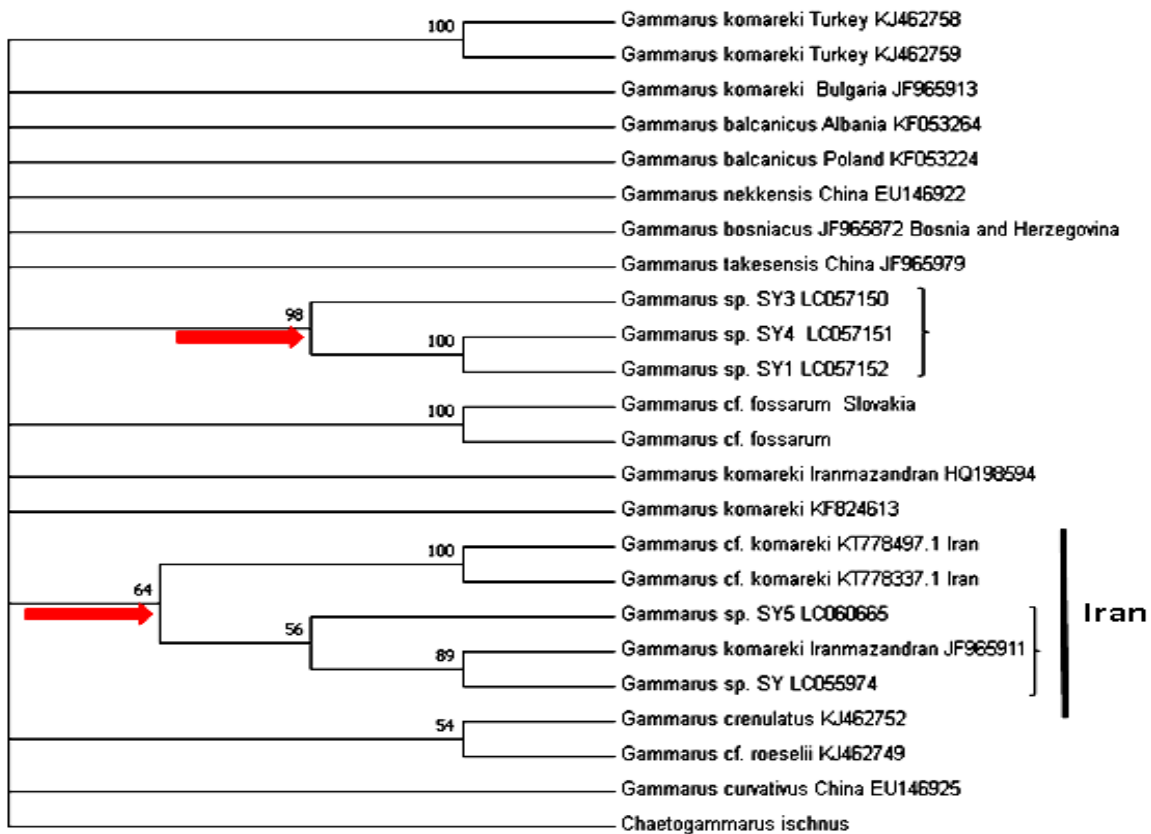 100
Gammarus komareki Turkey KJ462758
Gammarus komareki Turkey KJ462759
Gammarus komareki Bulgaria JF965913
Gammarus balcanicus Albania KF053264
Gammarus balcanicus Poland KF053224
Gammarus nekkensis China EU146922
Gammarus bosniacus JF965872 Bosnia and Herzegovina
Gammarus takesensis China JF965979
98
Gammarus sp. SY3 LC057150
100
Gammarus sp. SY4 LC057151
Gammarus sp. SY1 LC057152
100
Gammarus cf. fossarum Slovakia
Gammarus cf. fossarum
Gammarus komareki Iranmazandran HQ198594
Gammarus komareki KF824613
64
100
Gammarus cf. komareki KT778497.1 Iran
Gammarus cf. komareki KT778337.1 Iran
56
Gammarus sp. SY5 LC060665
Iran
89
Gammarus komareki Iranmazandran JF965911
Gammarus sp. SY LC055974
54
Gammarus crenulatus KJ462752
Gammarus cf. roeselii KJ462749
Gammarus curvativus China EU146925
Chaetogammarus ischnus